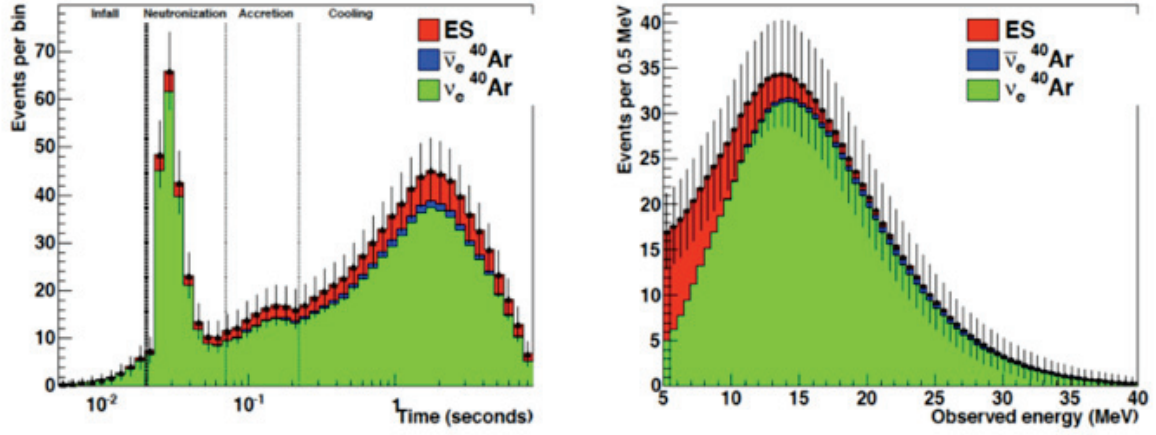 Infall Neutronization Accretion Cooling
Events per bin
70
60
50
40
30
20
10
0
ES
ν̄e 40Ar
νe 40Ar
10-2 10-1 1
Time (seconds)
Events per 0.5 MeV
40
35
30
25
20
15
10
5
0
ES
ν̄e 40Ar
νe 40Ar
5 10 15 20 25 30 35 40
Observed energy (MeV)